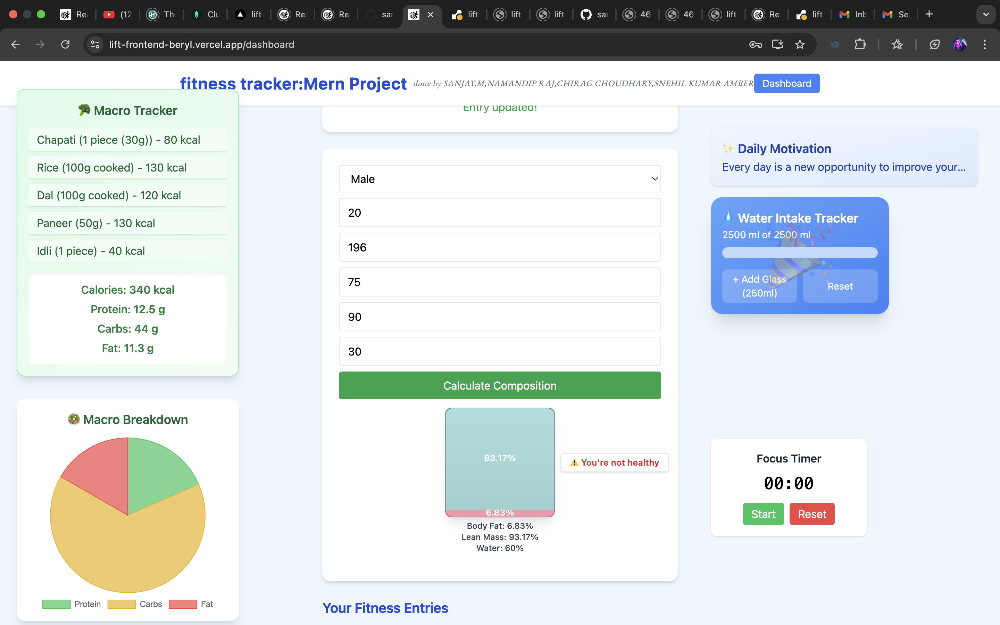 Re
(12
The
Clu
lift-
Re
Re
sar
lift
lift
lift
sar
46
46
lift
Re
lift
Inb
Se
lift-frontend-beryl.vercel.app/dashboard
fitness tracker:Mern Project
done by SANJAY.M,NAMANDIP RAJ,CHIRAG CHOUDHARY,SNEHIL KUMAR AMBER
Dashboard
🥦 Macro Tracker
Chapati (1 piece (30g)) - 80 kcal
Rice (100g cooked) - 130 kcal
Dal (100g cooked) - 120 kcal
Paneer (50g) - 130 kcal
Idli (1 piece) - 40 kcal
Calories: 340 kcal
Protein: 12.5 g
Carbs: 44 g
Fat: 11.3 g
🥗 Macro Breakdown
Protein
Carbs
Fat
Entry updated!
Male
20
196
75
90
30
Calculate Composition
93.17%
6.83%
⚠️ You're not healthy
Body Fat: 6.83%
Lean Mass: 93.17%
Water: 60%
Your Fitness Entries
✨ Daily Motivation
Every day is a new opportunity to improve your...
💧 Water Intake Tracker
2500 ml of 2500 ml
+ Add Glass
(250ml)
Reset
Focus Timer
00:00
Start
Reset